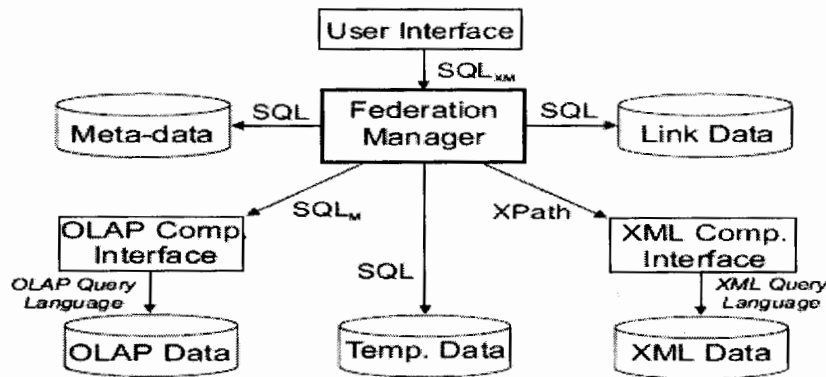 User Interface
SQLXM
SQL
Federation
Manager
SQL
Meta-data
Link Data
SQLM
XPath
OLAP Comp.
Interface
SQL
XML Comp.
Interface
OLAP Query
Language
XML Query
Language
OLAP Data
Temp. Data
XML Data